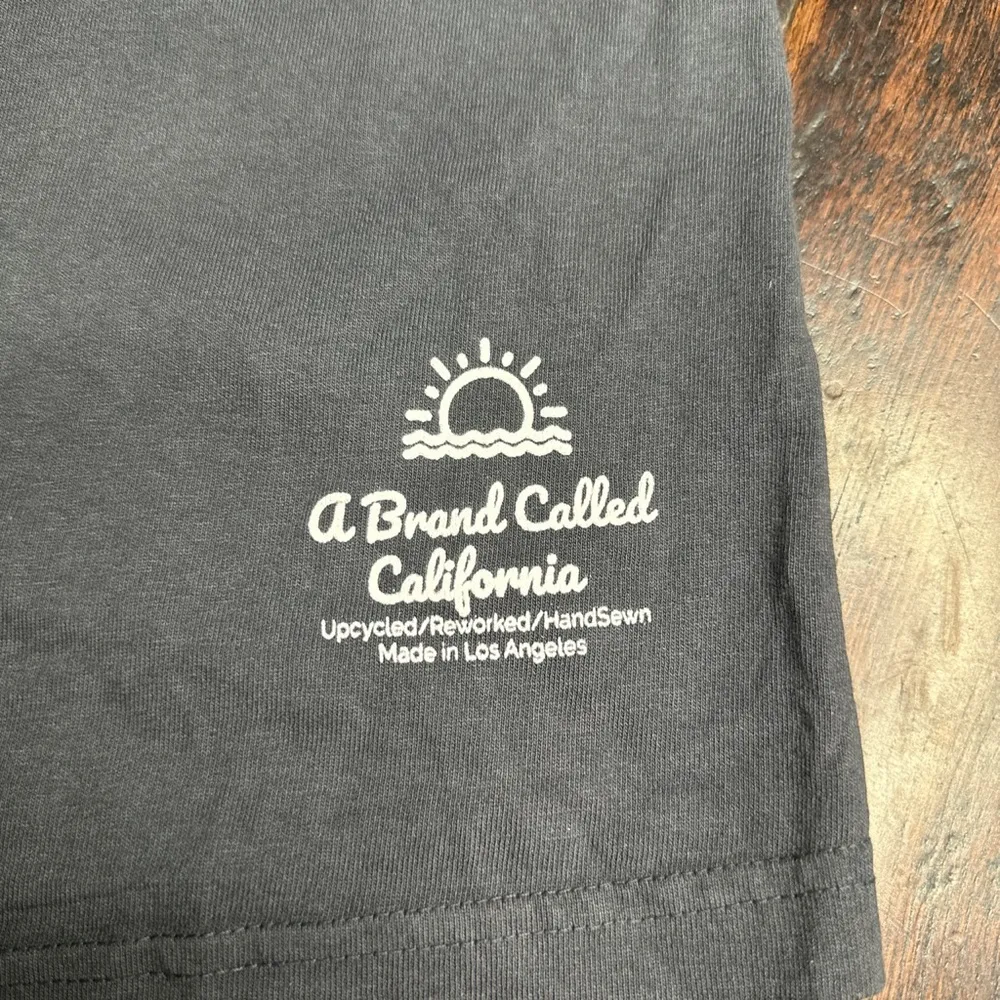 A Brand Called
California
Upcycled/Reworked/HandSewn
Made in Los Angeles